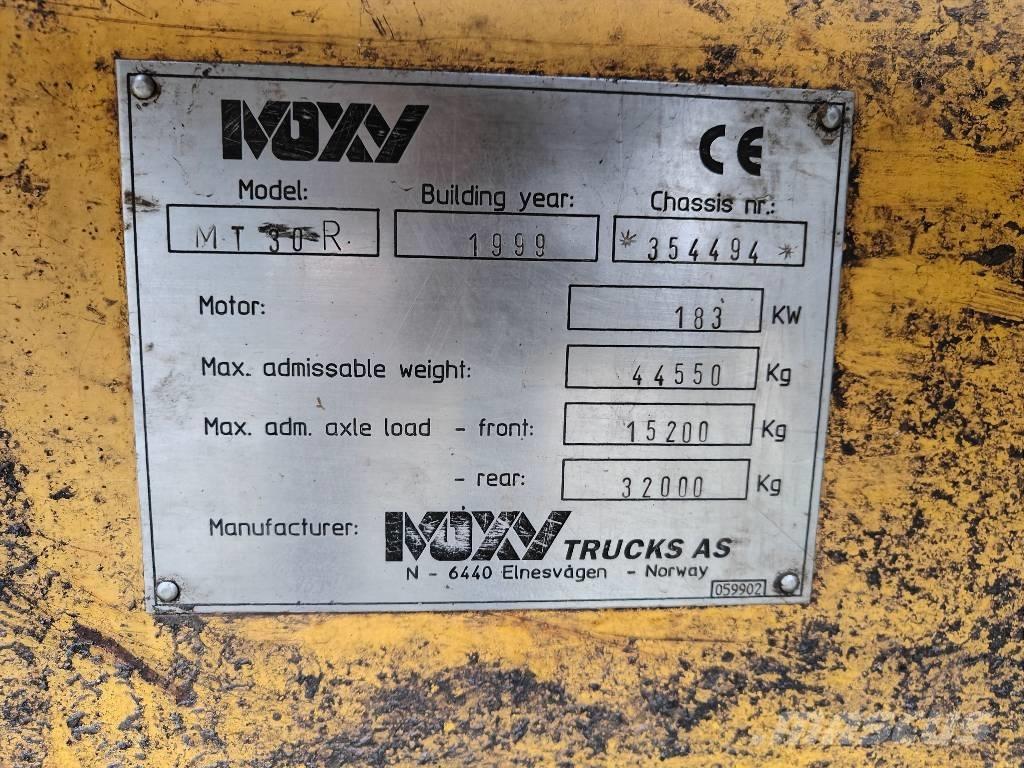 MOXY
CE
Model: Building year: Chassis nr.:
M.T 30 R. 1999 *354494*
Motor: 183 KW
Max. admissable weight: 44550 Kg
Max. adm. axle load - front: 15200 Kg
- rear: 32000 Kg
Manufacturer: MOXY TRUCKS AS
N - 6440 Elnesvågen - Norway
059902
mascus